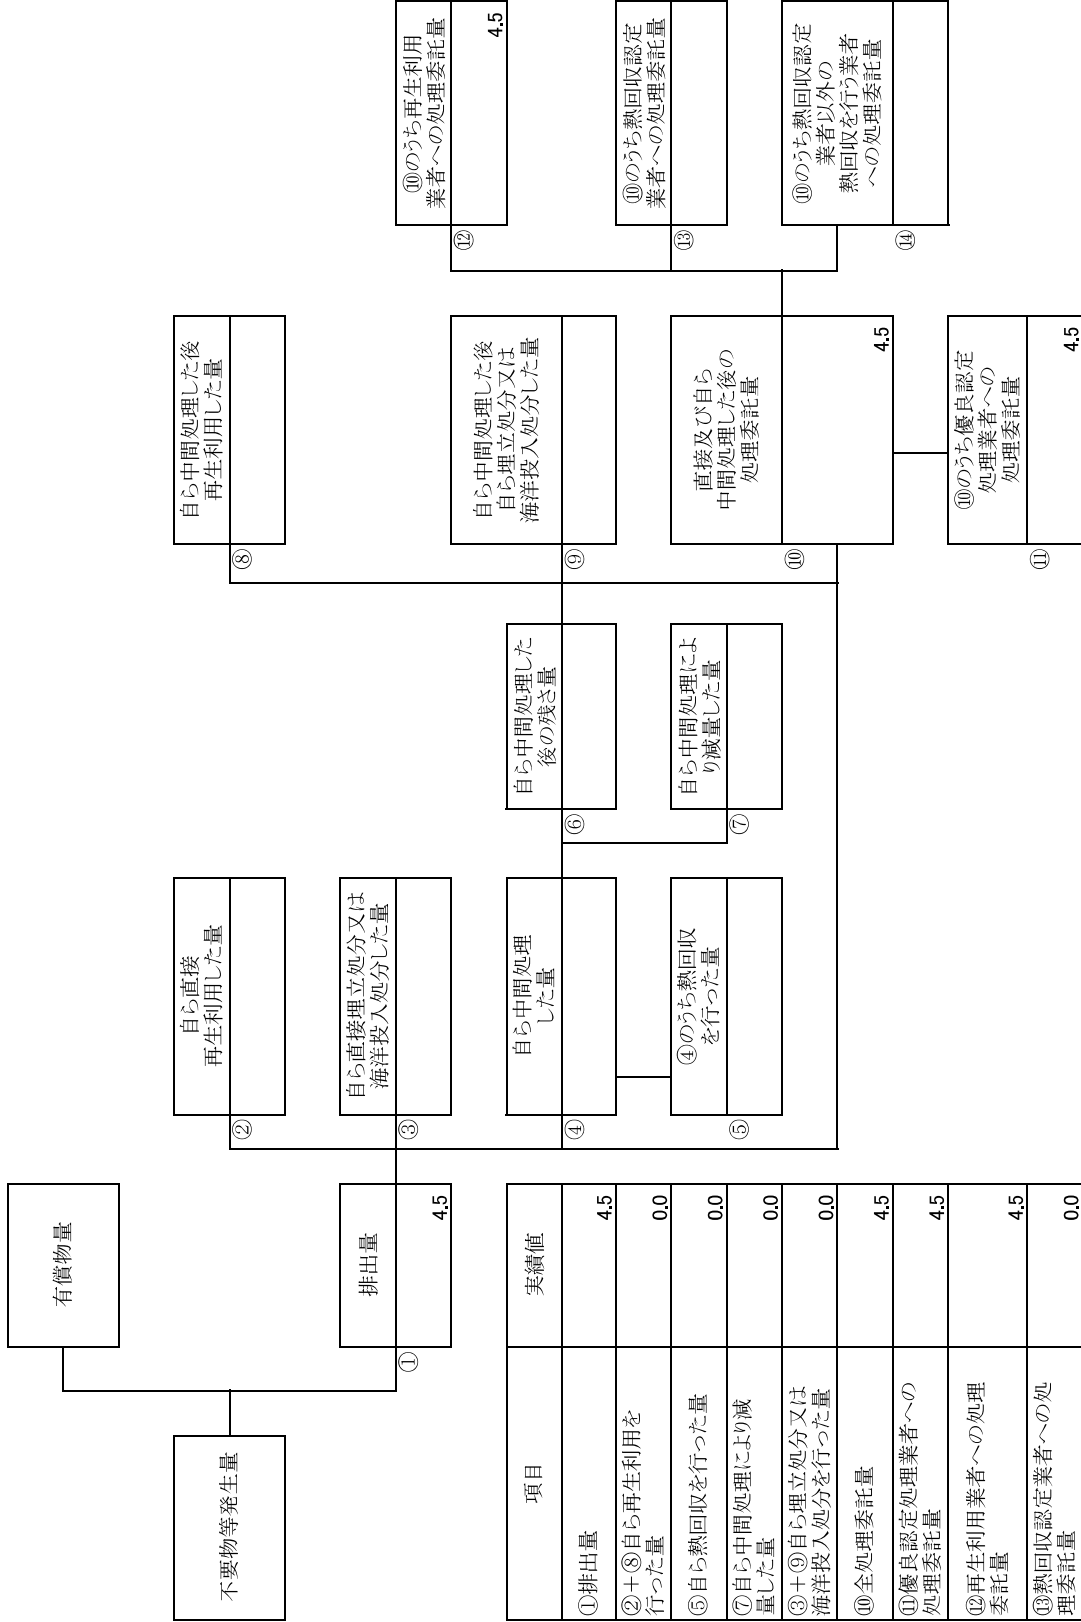 不要物等発生量
有償物量
排出量
①
4.5
自ら直接
再生利用した量
②
自ら直接埋立処分又は
海洋投入処分した量
③
自ら中間処理
した量
④
④のうち熱回収
を行った量
⑤
自ら中間処理した
後の残さ量
⑥
自ら中間処理によ
り減量した量
⑦
自ら中間処理した後
再生利用した量
⑧
自ら中間処理した後
自ら埋立処分又は
海洋投入処分した量
⑨
直接及び自ら
中間処理した後の
処理委託量
⑩
4.5
⑩のうち優良認定
処理業者への
処理委託量
⑪
4.5
⑩のうち再生利用
業者への処理委託量
⑫
4.5
⑩のうち熱回収認定
業者への処理委託量
⑬
⑩のうち熱回収認定
業者以外の
熱回収を行う業者
への処理委託量
⑭
項目 実績値
①排出量 4.5
②+⑧自ら再生利用を
行った量 0.0
⑤自ら熱回収を行った量 0.0
⑦自ら中間処理により減
量した量 0.0
③+⑨自ら埋立処分又は
海洋投入処分を行った量 0.0
⑩全処理委託量 4.5
⑪優良認定処理業者への
処理委託量 4.5
⑫再生利用業者への処理
委託量 4.5
⑬熱回収認定業者への処
理委託量 0.0